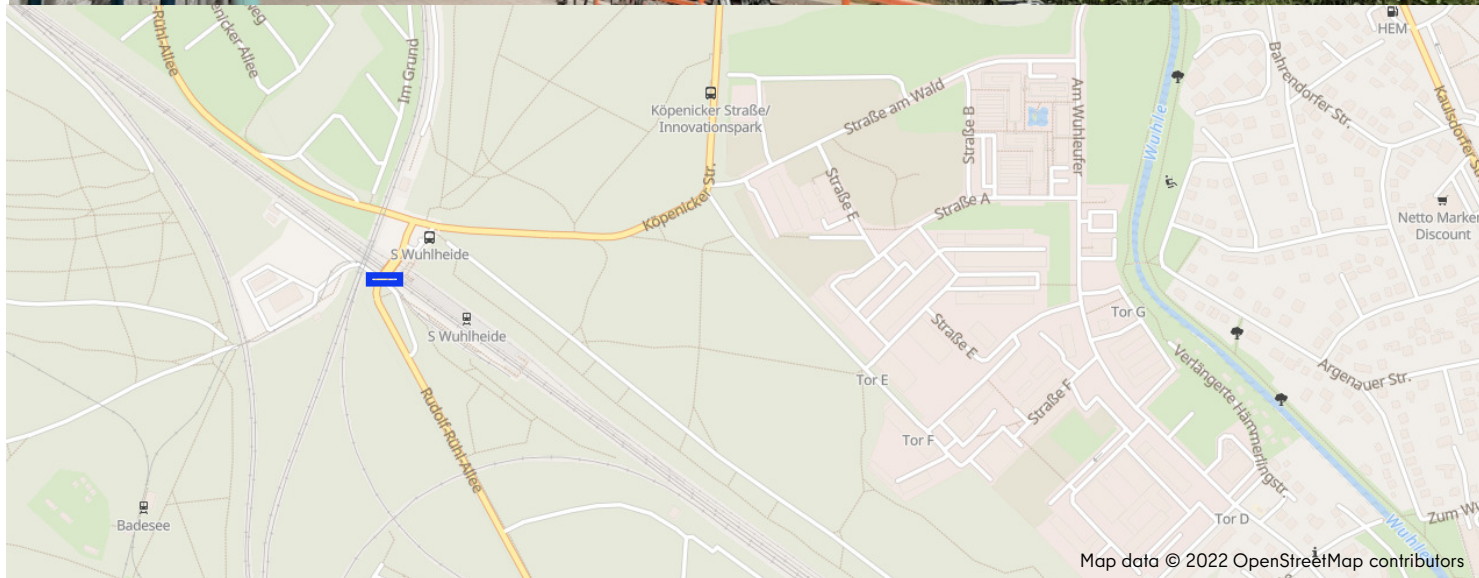 weg
enicker Allee
-Rühl-Allee
Im Grund
HEM
Bahrendorfer Str.
Kaulsdorfer Str
Köpenicker Straße/
Innovationspark
Straße am Wald
Straße B
Am Wuhleufer
Wuhle
Straße E
Köpenicker Str.
Straße A
Netto Marken
Discount
S Wuhlheide
S Wuhlheide
Tor G
Straße E
Verlängerte Hämmerlingstr.
Argenauer Str.
Tor E
Rudolf-Rühl-Allee
Straße F
Tor F
Badesee
Tor D
Zum Wu
Wuhle
Map data © 2022 OpenStreetMap contributors